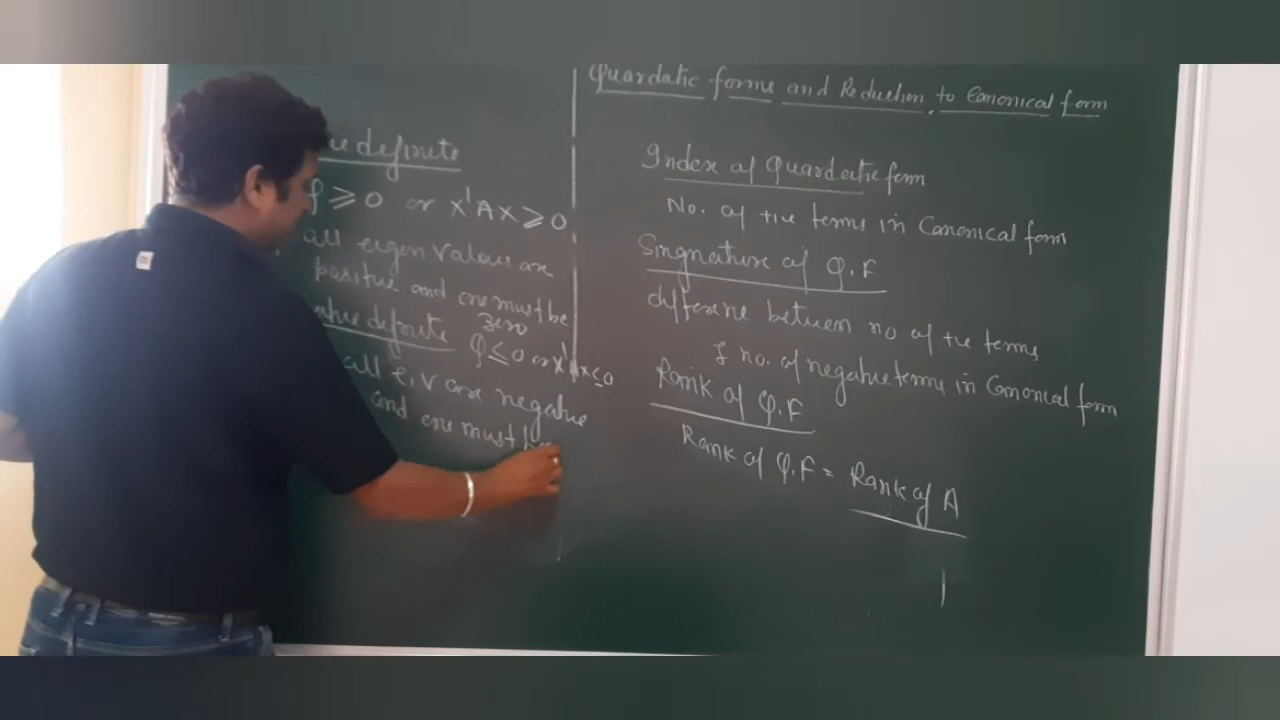 Quardatic forms and Reduction to Canonical form
ve definite
Q ≥ 0 or X'AX ≥ 0
all eigen values are
positive and one must be
zero
ative definite Q ≤ 0 or X'AX ≤ 0
all E.V are negative
and one must be
Index of Quardatic form
No. of +ive terms in Canonical form
Singnature of Q.F
difference between no of +ve terms
& no. of negative terms in Canonical form
Rank of Q.F
Rank of Q.F = Rank of A